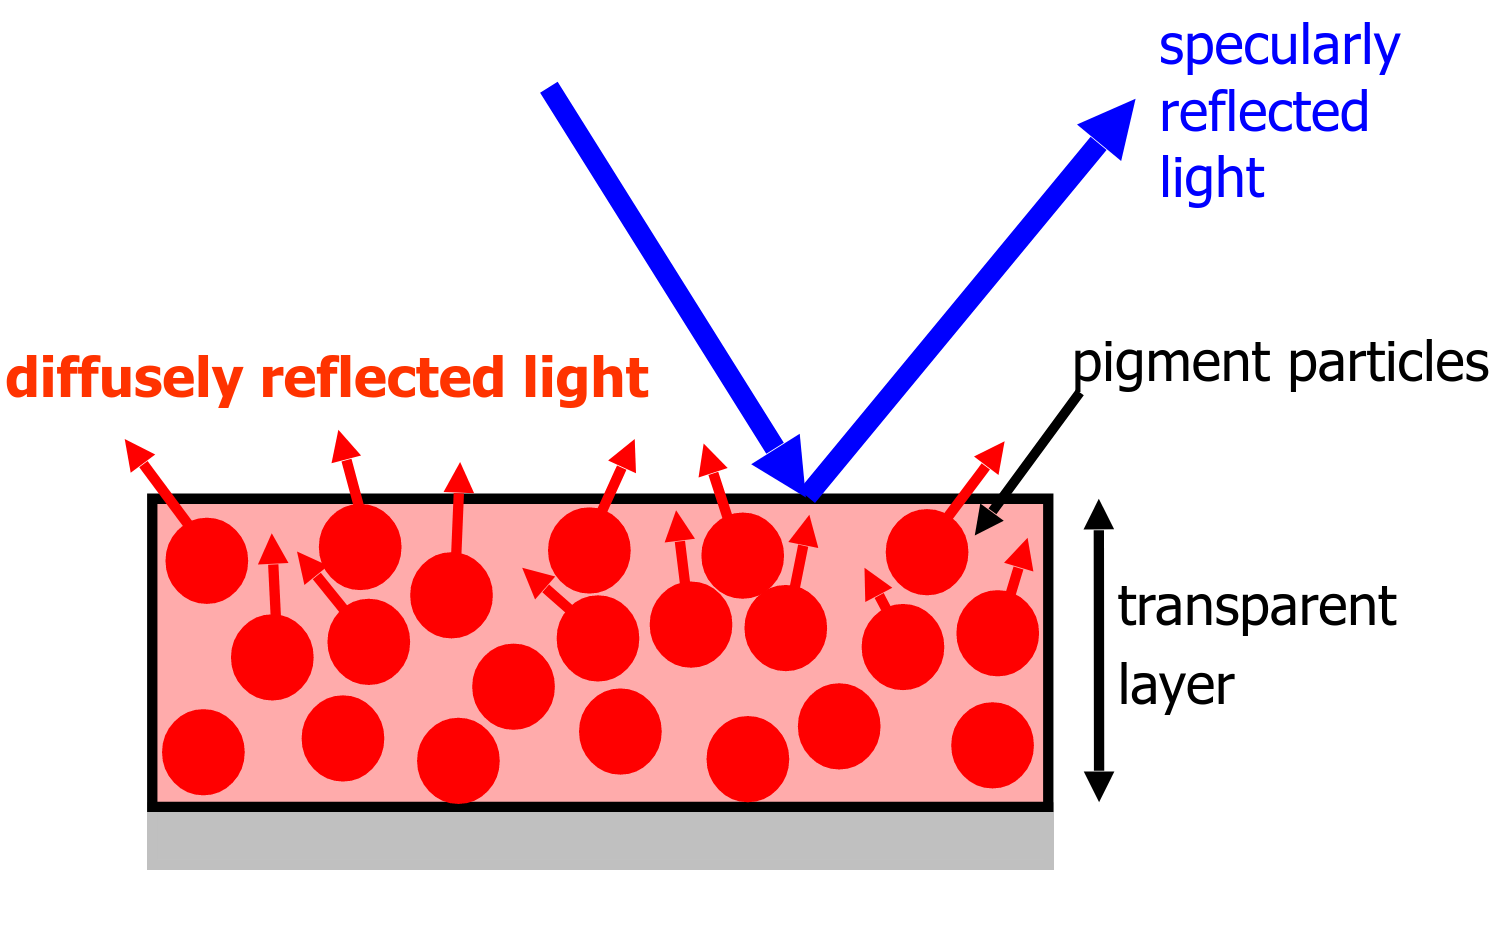 specularly
reflected
light
pigment particles
diffusely reflected light
transparent
layer